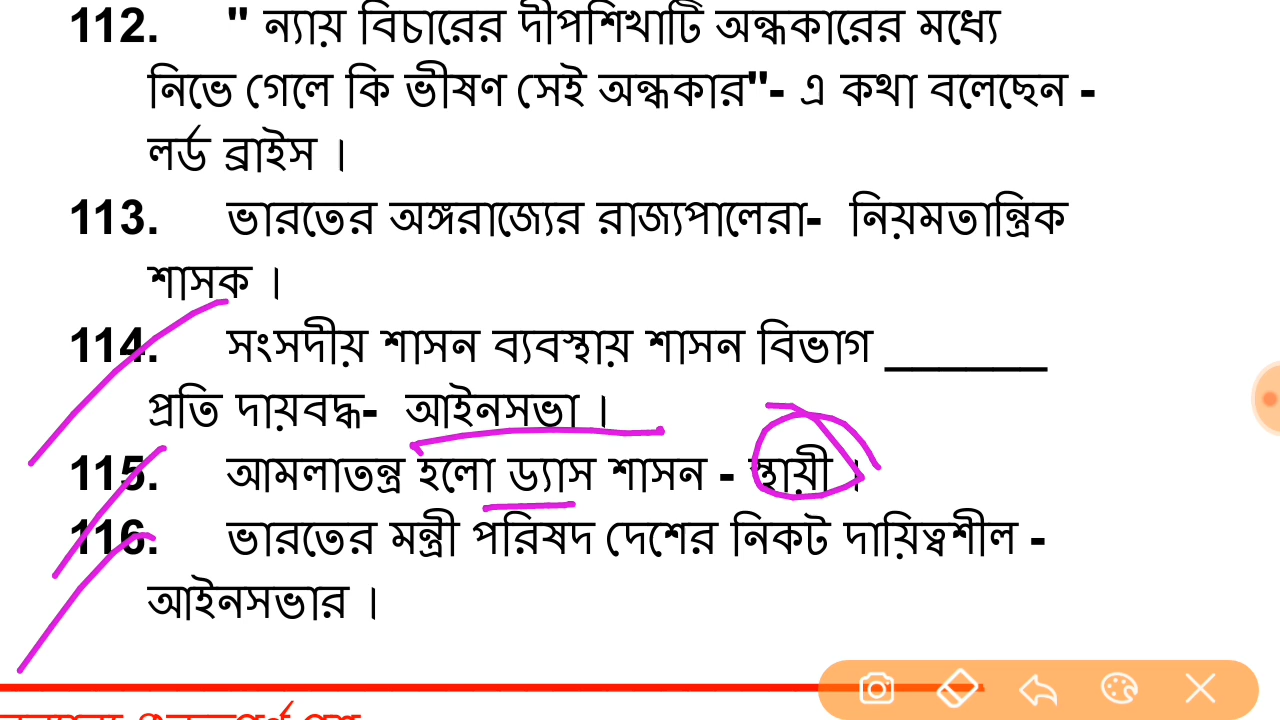 112. " ন্যায় বিচারের দীপশিখাটি অন্ধকারের মধ্যে
নিভে গেলে কি ভীষণ সেই অন্ধকার"- এ কথা বলেছেন -
লর্ড ব্রাইস ।
113. ভারতের অঙ্গরাজ্যের রাজ্যপালেরা- নিয়মতান্ত্রিক
শাসক ।
114. সংসদীয় শাসন ব্যবস্থায় শাসন বিভাগ ______
প্রতি দায়বদ্ধ- আইনসভা ।
115. আমলাতন্ত্র হলো ড্যাস শাসন - স্থায়ী ।
116. ভারতের মন্ত্রী পরিষদ দেশের নিকট দায়িত্বশীল -
আইনসভার ।